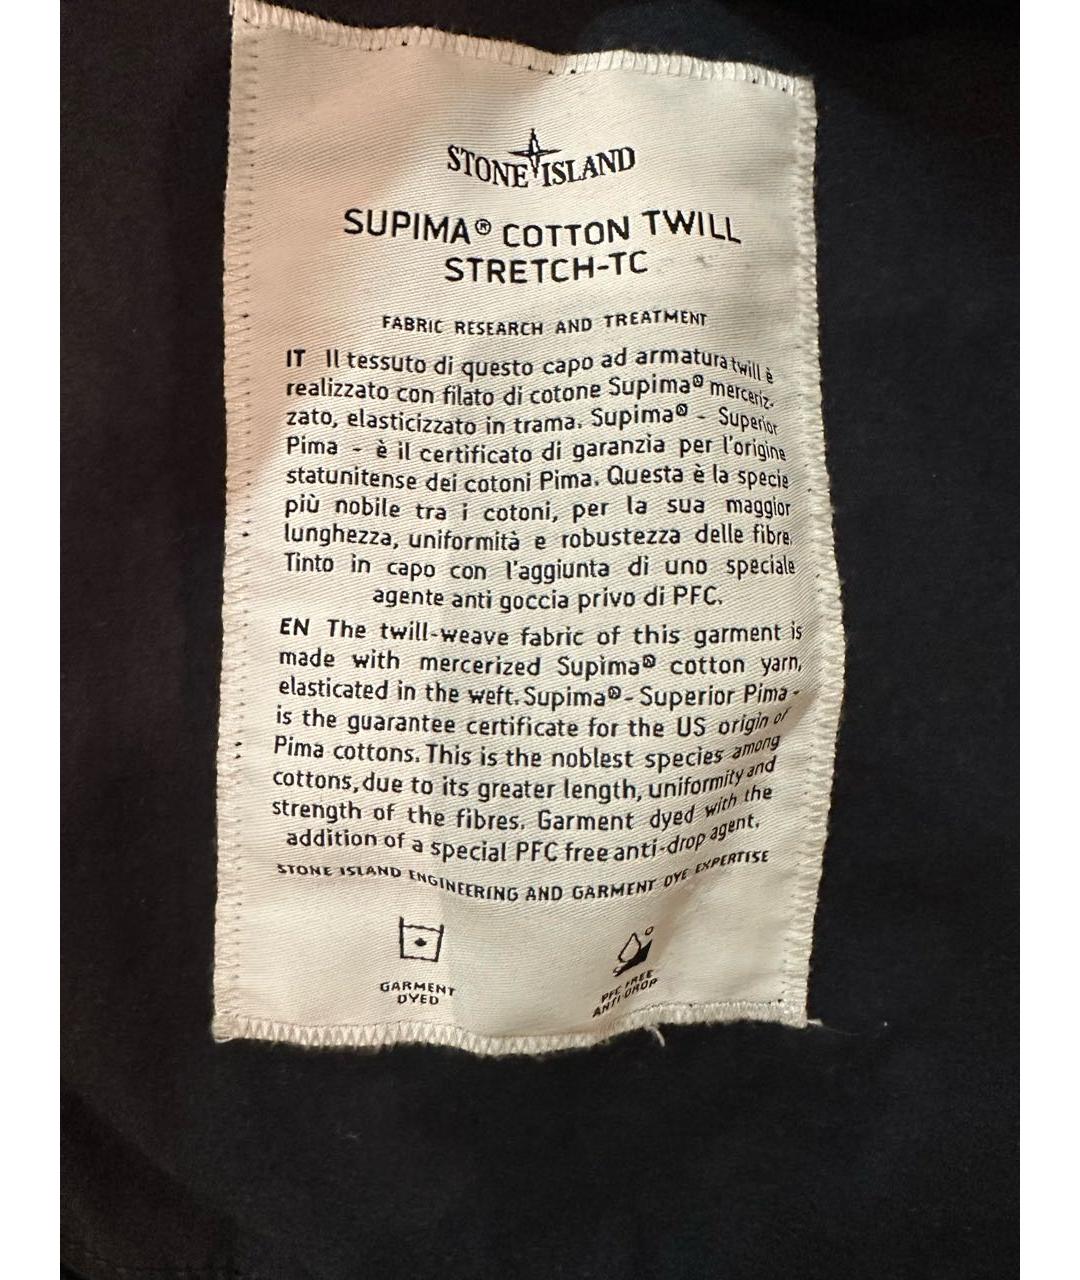 STONE ISLAND
SUPIMA® COTTON TWILL
STRETCH-TC
FABRIC RESEARCH AND TREATMENT
IT Il tessuto di questo capo ad armatura twill è
realizzato con filato di cotone Supima® merceriz-
zato, elasticizzato in trama. Supima® - Superior
Pima - è il certificato di garanzia per l'origine
statunitense dei cotoni Pima. Questa è la specie
più nobile tra i cotoni, per la sua maggior
lunghezza, uniformità e robustezza delle fibre.
Tinto in capo con l'aggiunta di uno speciale
agente anti goccia privo di PFC.
EN The twill-weave fabric of this garment is
made with mercerized Supima® cotton yarn,
elasticated in the weft. Supima® - Superior Pima -
is the guarantee certificate for the US origin of
Pima cottons. This is the noblest species among
cottons, due to its greater length, uniformity and
strength of the fibres. Garment dyed with the
addition of a special PFC free anti-drop agent.
STONE ISLAND ENGINEERING AND GARMENT DYE EXPERTISE
GARMENT
DYED
PFC FREE
ANTI-DROP